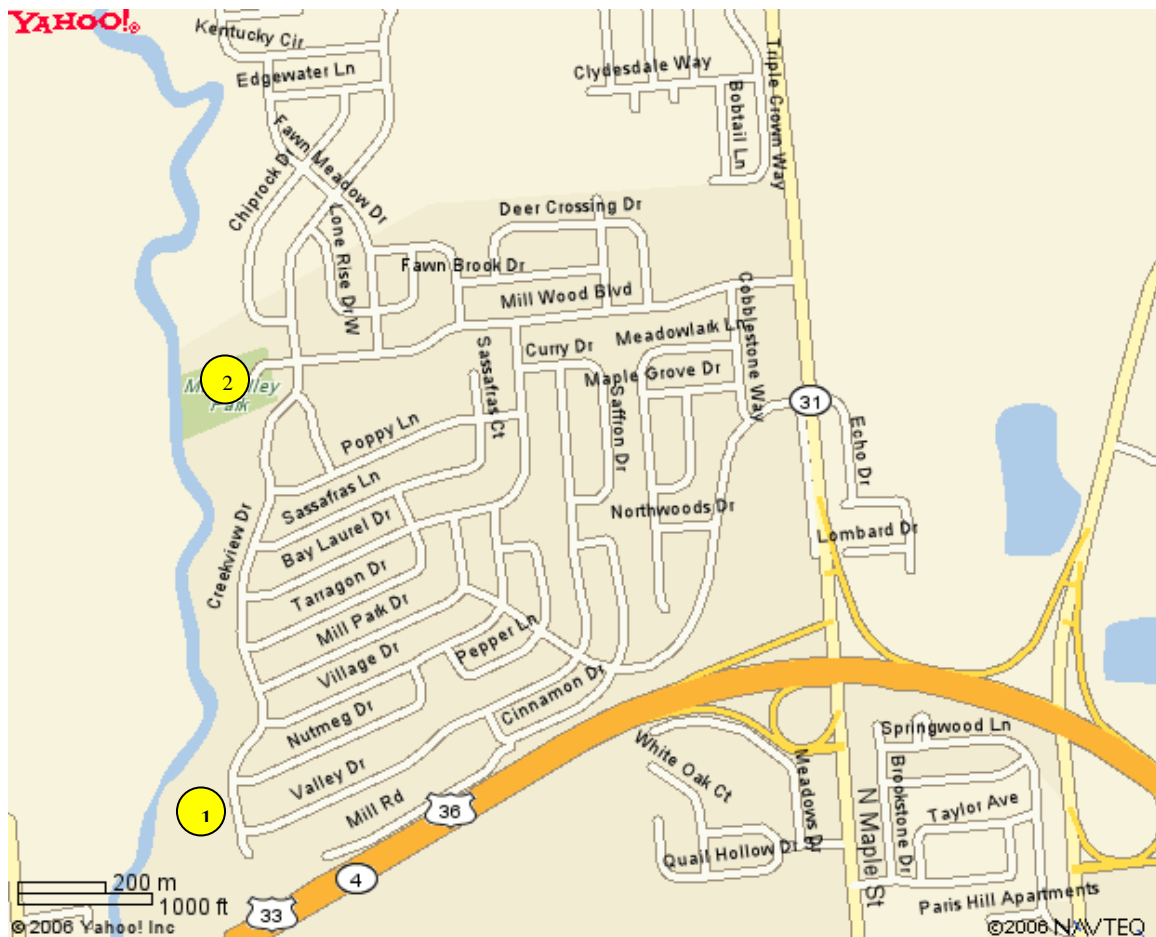 YAHOO!®
Kentucky Cir
Edgewater Ln
Clydesdale Way
Triple Crown Way
Bobtail Ln
Fawn Meadow Dr
Chiprock Dr
Lone Rise Dr W
Deer Crossing Dr
Fawn Brook Dr
Mill Wood Blvd
Cobblestone Way
Meadowlark Ln
Curry Dr
Sassafras Ct
Maple Grove Dr
Saffron Dr
2
Park
31
Echo Dr
Poppy Ln
Sassafras Ln
Northwoods Dr
Lombard Dr
Bay Laurel Dr
Creekview Dr
Tarragon Dr
Mill Park Dr
Village Dr
Pepper Ln
Nutmeg Dr
Cinnamon Dr
Valley Dr
Mill Rd
1
36
4
33
White Oak Ct
Meadows Dr
Quail Hollow Dr
N Maple St
Springwood Ln
Brookstone Dr
Taylor Ave
Paris Hill Apartments
200 m
1000 ft
©2006 Yahoo! Inc
©2006 NAVTEQ